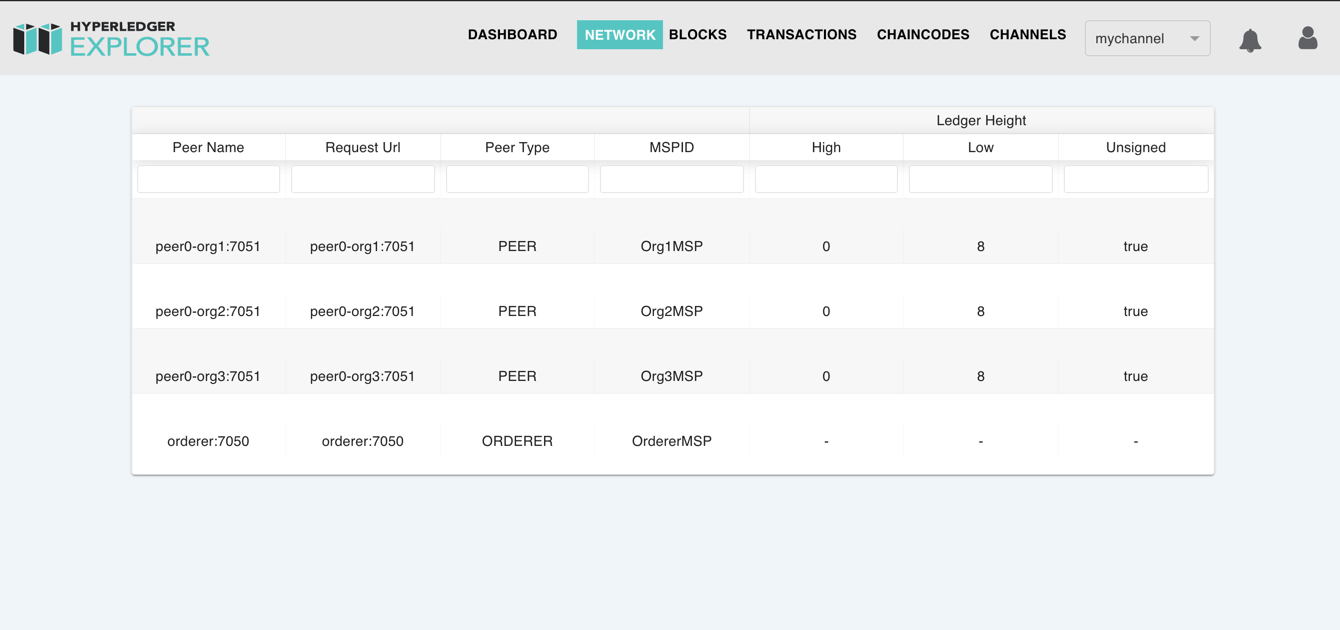 HYPERLEDGER
EXPLORER
DASHBOARD NETWORK BLOCKS TRANSACTIONS CHAINCODES CHANNELS mychannel
Ledger Height
Peer Name Request Url Peer Type MSPID High Low Unsigned
peer0-org1:7051 peer0-org1:7051 PEER Org1MSP 0 8 true
peer0-org2:7051 peer0-org2:7051 PEER Org2MSP 0 8 true
peer0-org3:7051 peer0-org3:7051 PEER Org3MSP 0 8 true
orderer:7050 orderer:7050 ORDERER OrdererMSP - - -